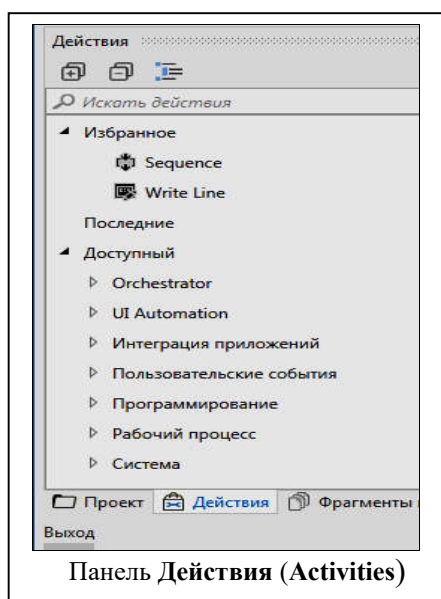 Действия
Искать действия
Избранное
Sequence
Write Line
Последние
Доступный
Orchestrator
UI Automation
Интеграция приложений
Пользовательские события
Программирование
Рабочий процесс
Система
Проект Действия Фрагменты
Выход
Панель Действия (Activities)